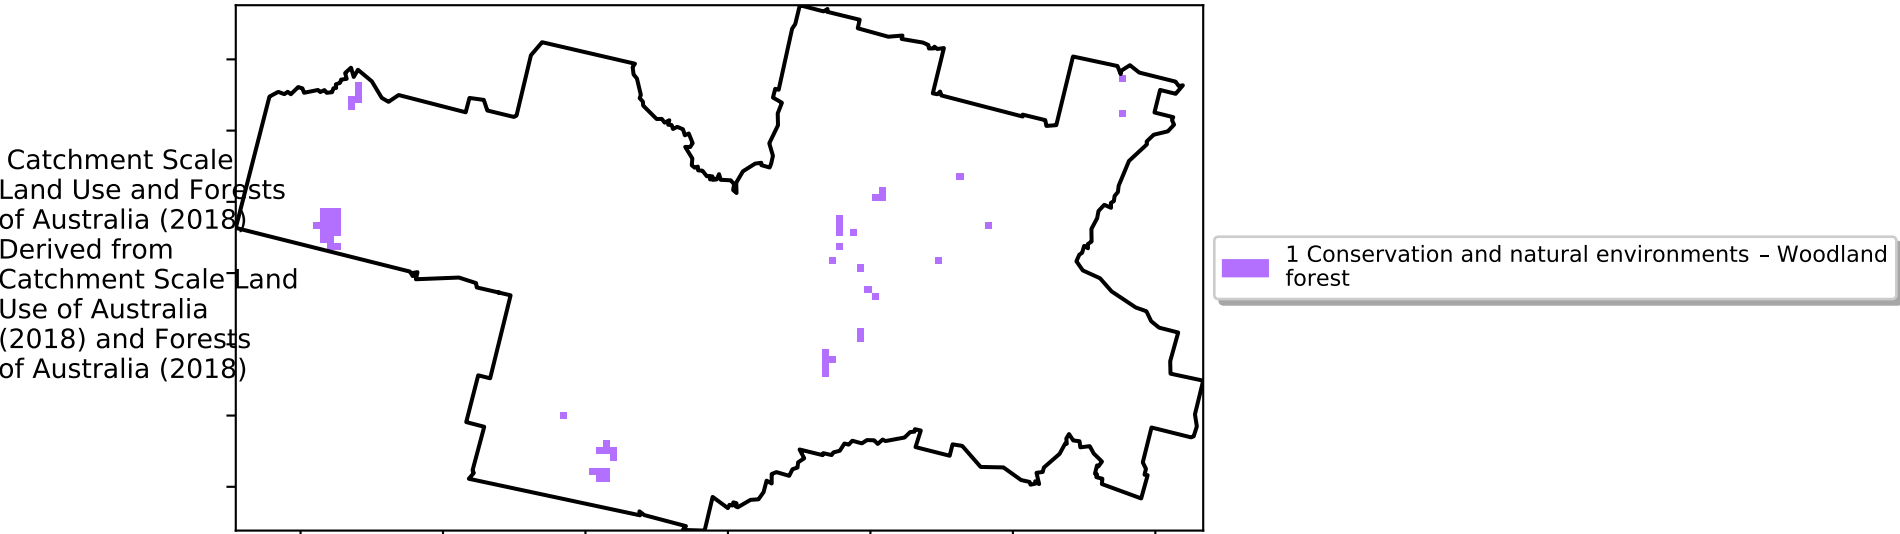 Catchment Scale
Land Use and Forests
of Australia (2018)
Derived from
Catchment Scale Land
Use of Australia
(2018) and Forests
of Australia (2018)
1 Conservation and natural environments – Woodland
forest